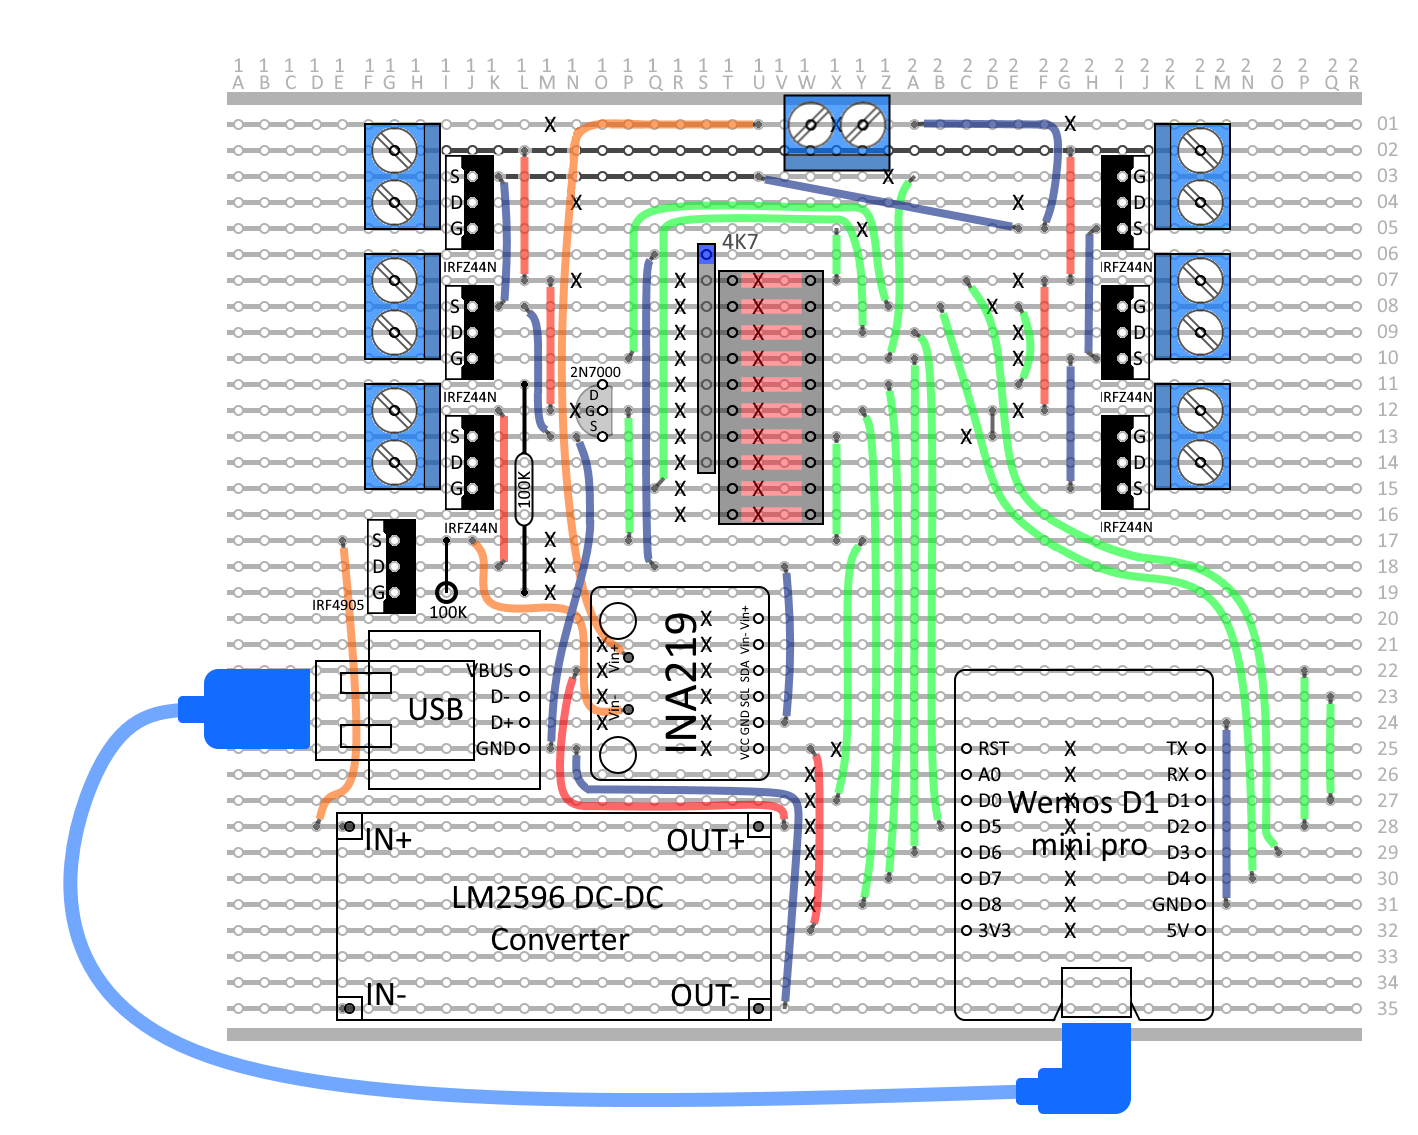 1 1 1 1 1 1 1 1 1 1 1 1 1 1 1 1 1 1 1 1 1 1 1 1 1 1 2 2 2 2 2 2 2 2 2 2 2 2 2 2 2 2 2 2
A B C D E F G H I J K L M N O P Q R S T U V W X Y Z A B C D E F G H I J K L M N O P Q R
X X X 01
02
S X G 03
D X X D 04
G X S 05
4K7
06
IRFZ44N IRFZ44N
X X X X 07
S X X X G 08
D X X X D 09
G X X X S 10
2N7000
IRFZ44N IRFZ44N
D X X 11
X G X X X 12
S S X X X G 13
D X X D 14
G 100K X X S 15
X X 16
IRFZ44N IRFZ44N
S X 17
D X 18
G X 19
IRF4905 100K
X Vin+ 20
X Vin+ X Vin- 21
VBUS X X SDA 22
D- X Vin- X SCL 23
D+ X X GND 24
GND X VCC X RST X TX 25
USB
INA219
X A0 X RX 26
X D0 X D1 27
Wemos D1
X D5 X D2 28
IN+ OUT+
mini pro
X D6 X D3 29
X D7 X D4 30
LM2596 DC-DC
X D8 X GND 31
Converter
3V3 X 5V 32
33
34
IN- OUT-
35